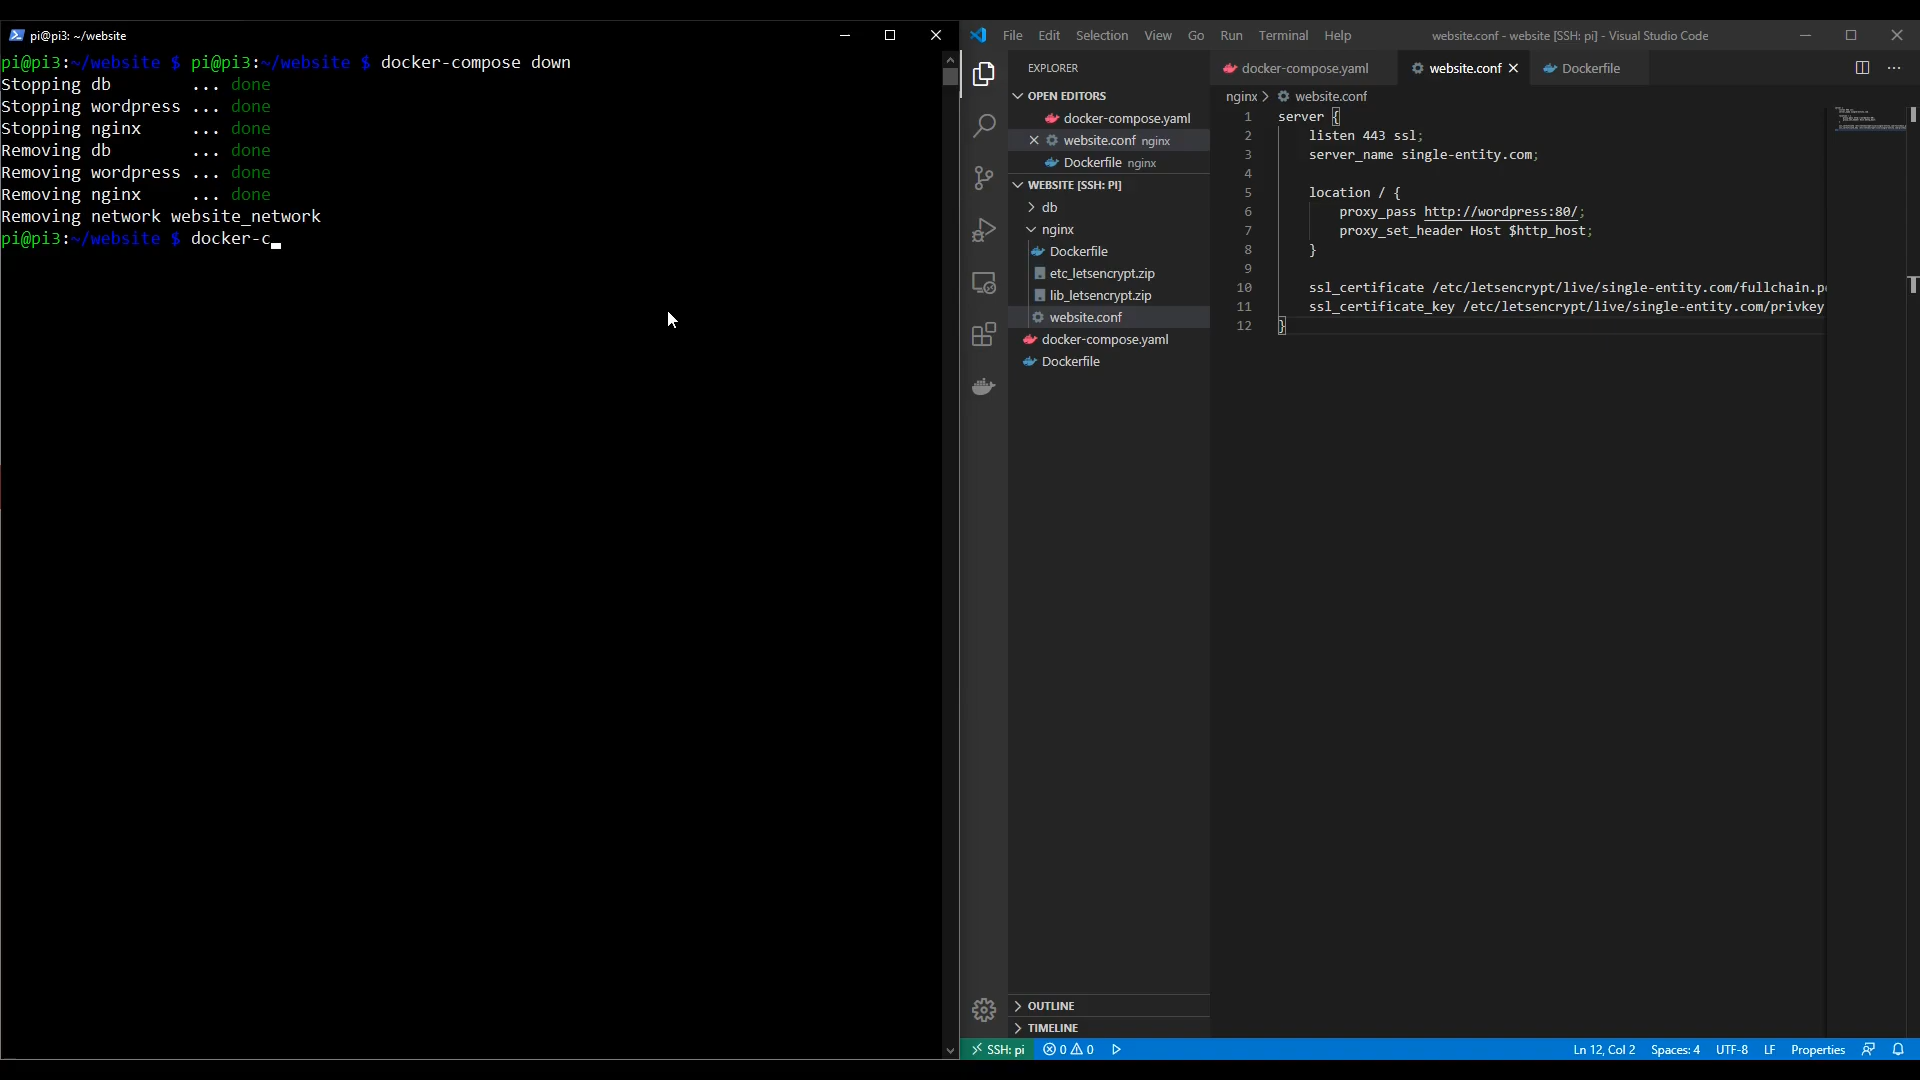 pi@pi3: ~/website
pi@pi3:~/website $ pi@pi3:~/website $ docker-compose down
Stopping db ... done
Stopping wordpress ... done
Stopping nginx ... done
Removing db ... done
Removing wordpress ... done
Removing nginx ... done
Removing network website_network
pi@pi3:~/website $ docker-c
File Edit Selection View Go Run Terminal Help website.conf - website [SSH: pi] - Visual Studio Code
EXPLORER
OPEN EDITORS
docker-compose.yaml
website.conf nginx
Dockerfile nginx
WEBSITE [SSH: PI]
db
nginx
Dockerfile
etc_letsencrypt.zip
lib_letsencrypt.zip
website.conf
docker-compose.yaml
Dockerfile
OUTLINE
TIMELINE
docker-compose.yaml website.conf Dockerfile
nginx > website.conf
1 server {
2 listen 443 ssl;
3 server_name single-entity.com;
4
5 location / {
6 proxy_pass http://wordpress:80/;
7 proxy_set_header Host $http_host;
8 }
9
10 ssl_certificate /etc/letsencrypt/live/single-entity.com/fullchain.p
11 ssl_certificate_key /etc/letsencrypt/live/single-entity.com/privkey
12 }
SSH: pi 0 0 Ln 12, Col 2 Spaces: 4 UTF-8 LF Properties